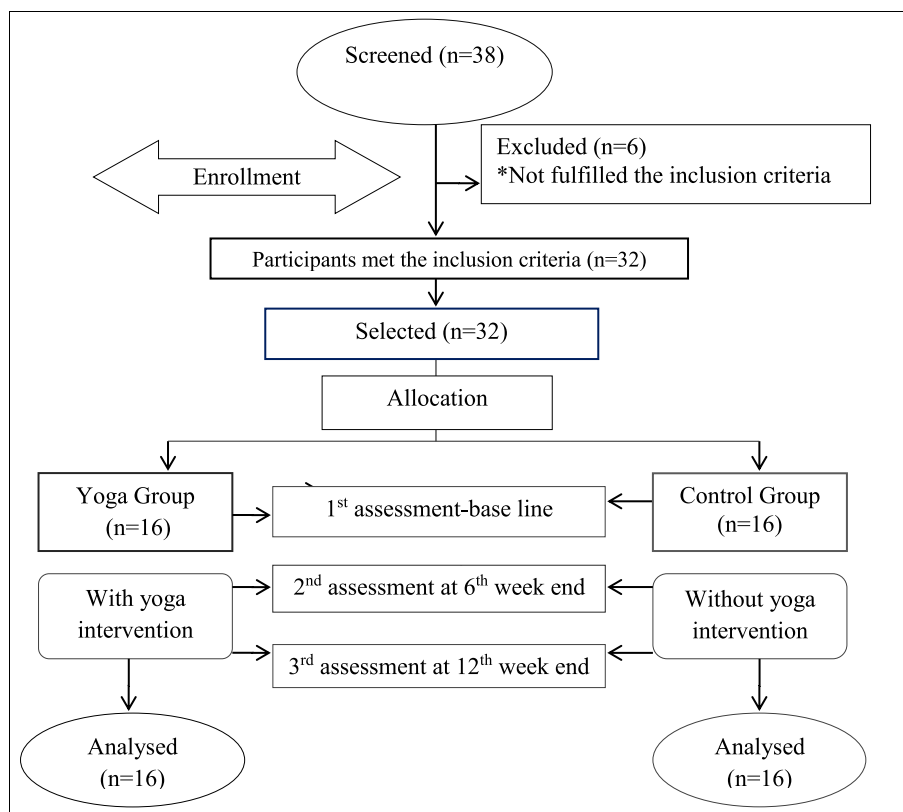 Screened (n=38)
Excluded (n=6)
*Not fulfilled the inclusion criteria
Enrollment
Participants met the inclusion criteria (n=32)
Selected (n=32)
Allocation
Yoga Group
(n=16)
1st assessment-base line
Control Group
(n=16)
With yoga
intervention
2nd assessment at 6th week end
Without yoga
intervention
3rd assessment at 12th week end
Analysed
(n=16)
Analysed
(n=16)